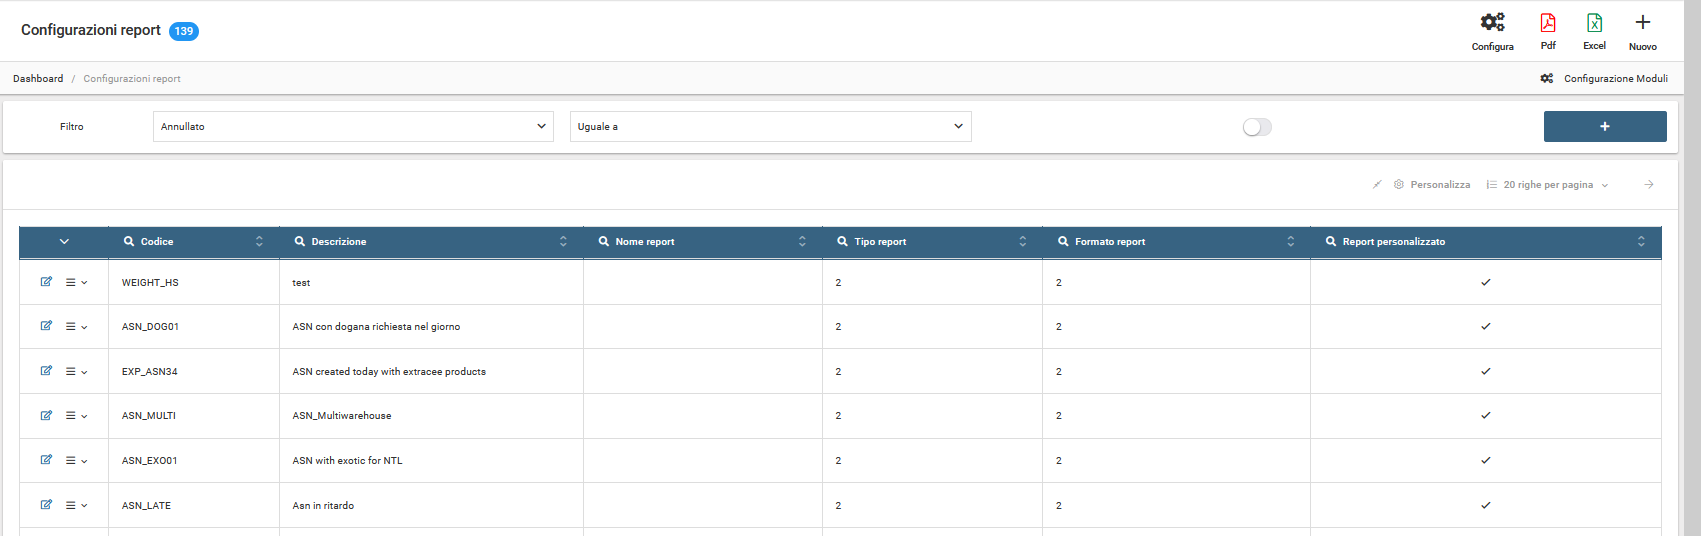 Configurazioni report 139
Configura Pdf Excel Nuovo
Dashboard / Configurazioni report
Configurazione Moduli
Filtro Annullato Uguale a +
Personalizza 20 righe per pagina
Codice Descrizione Nome report Tipo report Formato report Report personalizzato
WEIGHT_HS test 2 2
ASN_DOG01 ASN con dogana richiesta nel giorno 2 2
EXP_ASN34 ASN created today with extracee products 2 2
ASN_MULTI ASN_Multiwarehouse 2 2
ASN_EXO01 ASN with exotic for NTL 2 2
ASN_LATE Asn in ritardo 2 2